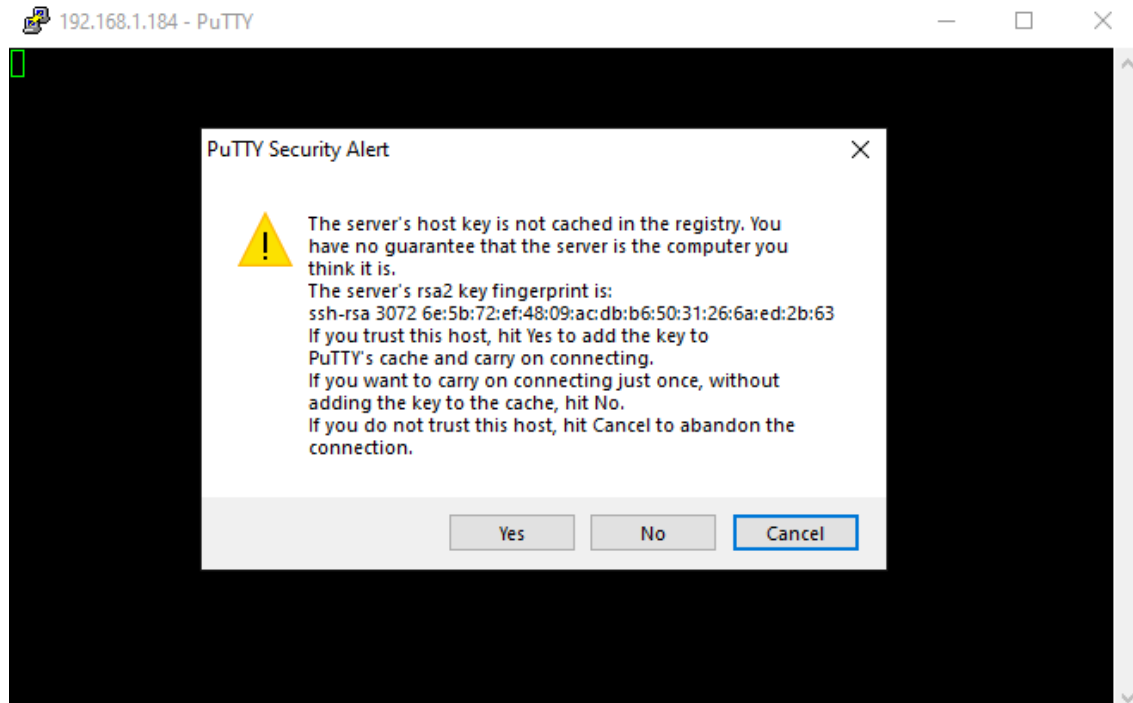 192.168.1.184 - PuTTY
PuTTY Security Alert
The server's host key is not cached in the registry. You
have no guarantee that the server is the computer you
think it is.
The server's rsa2 key fingerprint is:
ssh-rsa 3072 6e:5b:72:ef:48:09:ac:db:b6:50:31:26:6a:ed:2b:63
If you trust this host, hit Yes to add the key to
PuTTY's cache and carry on connecting.
If you want to carry on connecting just once, without
adding the key to the cache, hit No.
If you do not trust this host, hit Cancel to abandon the
connection.
Yes No Cancel